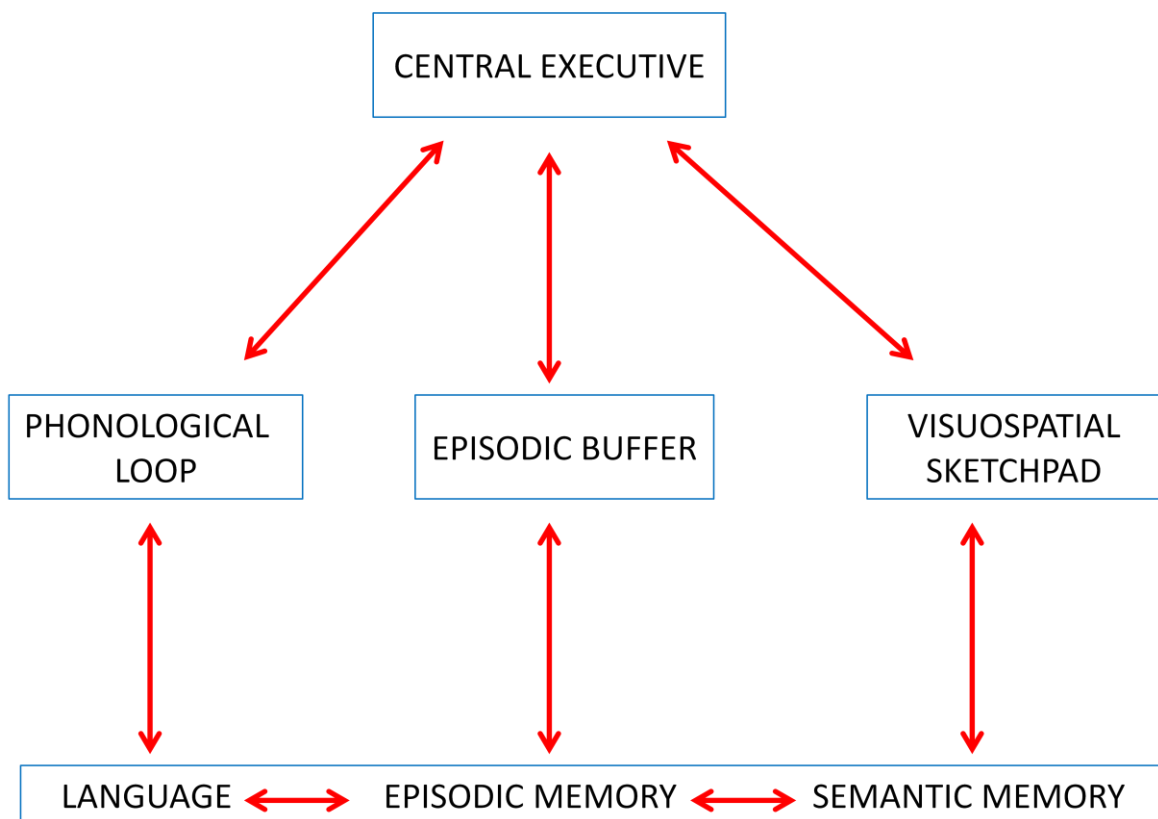 CENTRAL EXECUTIVE
PHONOLOGICAL
LOOP
EPISODIC BUFFER
VISUOSPATIAL
SKETCHPAD
LANGUAGE
EPISODIC MEMORY
SEMANTIC MEMORY